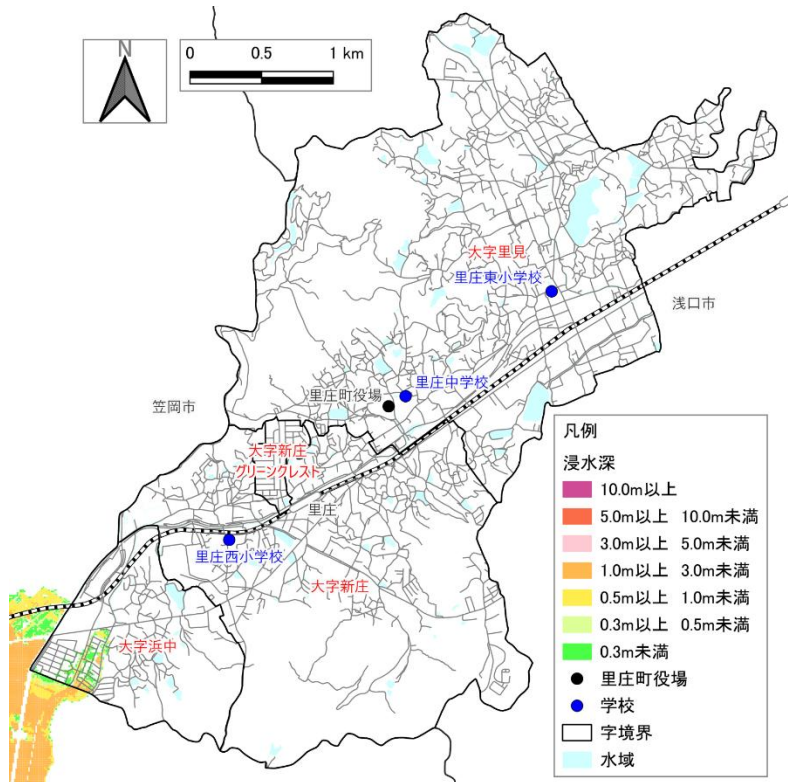 N
0 0.5 1 km
大字里見
里庄東小学校
浅口市
里庄中学校
里庄町役場
笠岡市
大字新庄
グリーンクレスト
里庄
里庄西小学校
大字新庄
大字浜中
凡例
浸水深
10.0m以上
5.0m以上 10.0m未満
3.0m以上 5.0m未満
1.0m以上 3.0m未満
0.5m以上 1.0m未満
0.3m以上 0.5m未満
0.3m未満
里庄町役場
学校
字境界
水域